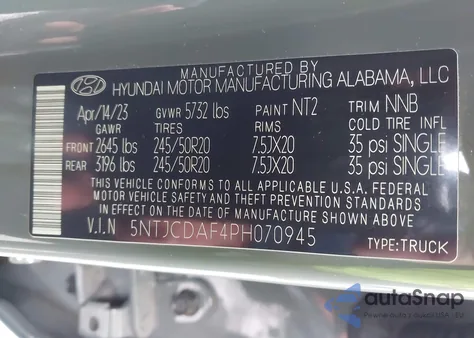 MANUFACTURED BY
HYUNDAI MOTOR MANUFACTURING ALABAMA, LLC
Apr/14/23 GVWR 5732 lbs PAINT NT2 TRIM NNB
GAWR TIRES RIMS COLD TIRE INFL
FRONT 2645 lbs 245/50R20 7.5JX20 35 psi SINGLE
REAR 3196 lbs 245/50R20 7.5JX20 35 psi SINGLE
THIS VEHICLE CONFORMS TO ALL APPLICABLE U.S.A. FEDERAL
MOTOR VEHICLE SAFETY AND THEFT PREVENTION STANDARDS
IN EFFECT ON THE DATE OF MANUFACTURE SHOWN ABOVE.
V.I.N 5NTJCDAF4PH070945
TYPE:TRUCK
autoSnap